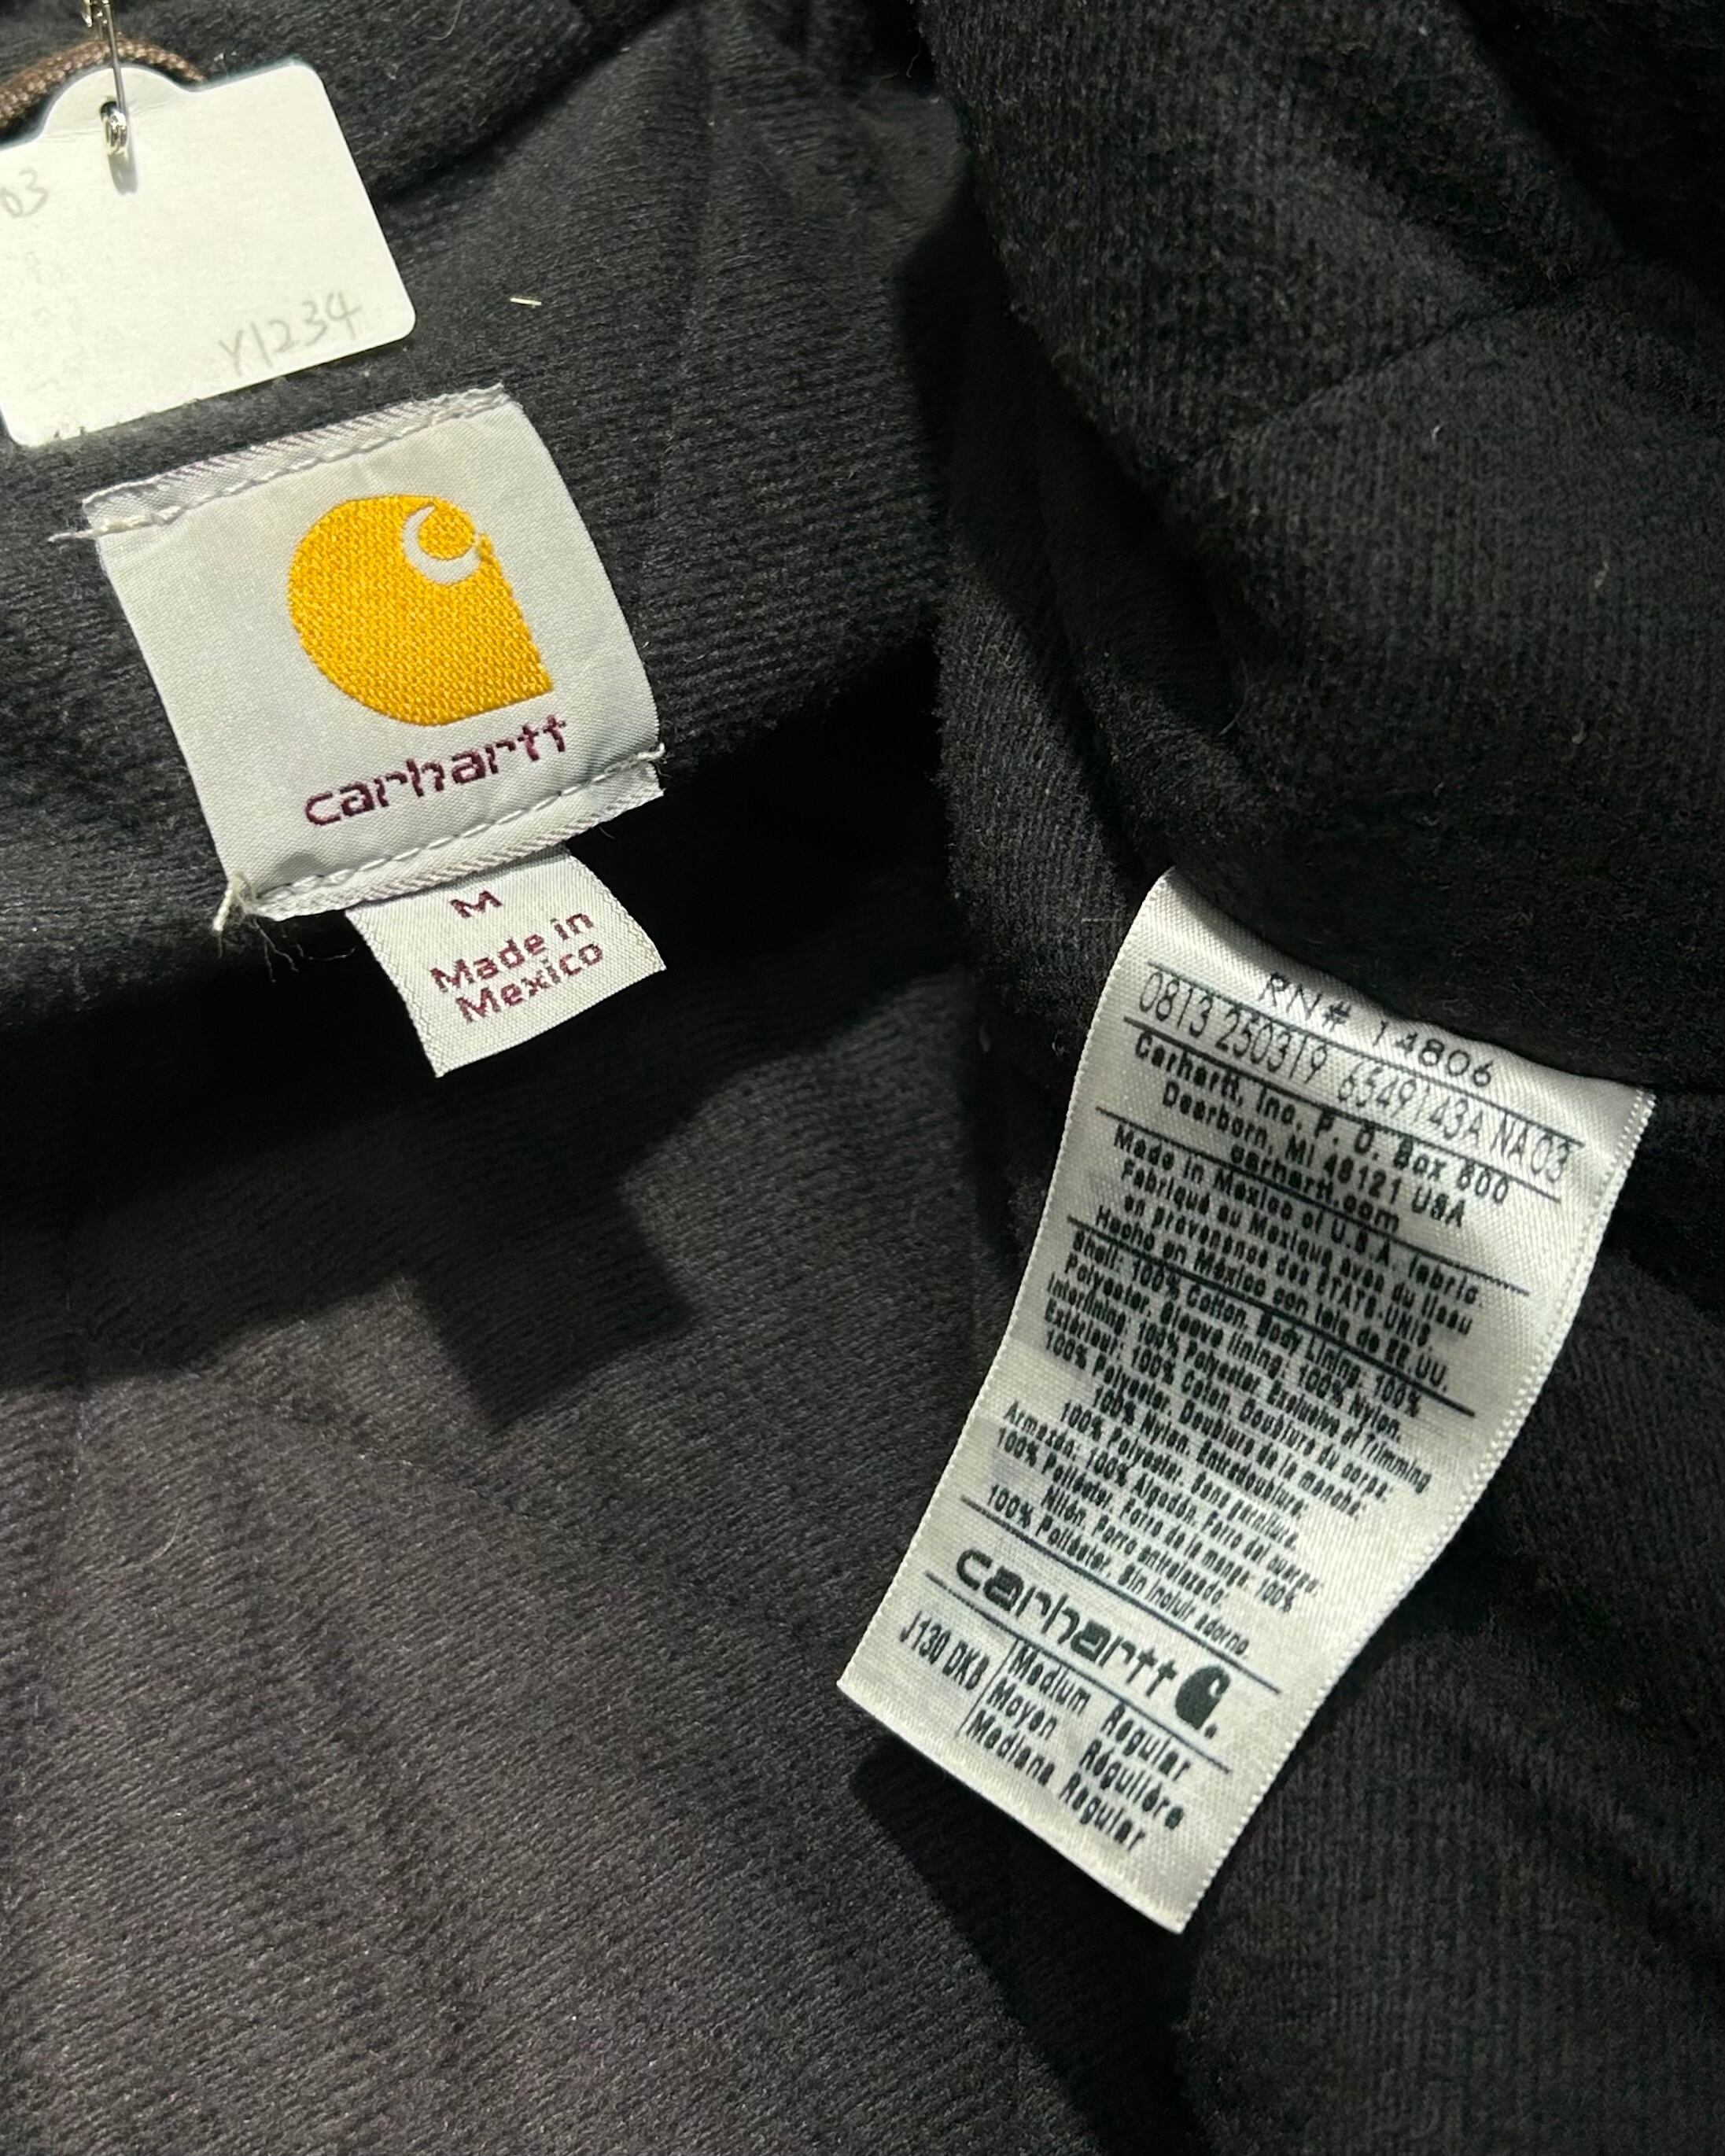 03
Y1234
carhartt
M
Made in
Mexico
RN# 14806
0813 250319 6549143A NA 03
Carhartt, Inc. P. O. Box 600
Dearborn, MI 48121 USA
carhartt.com
Made in Mexico of U.S.A. fabric
Fabriqué au Mexique avec du tissu
en provenance des ÉTATS-UNIS.
Hecho en México con tela de EE.UU.
Shell: 100% Cotton. Body Lining: 100%
Polyester. Sleeve lining: 100% Nylon.
Interlining: 100% Polyester. Exclusive of Trimming
Extérieur: 100% Coton. Doublure du corps:
100% Polyester. Doublure de la manche:
100% Nylon. Entredoublure:
100% Polyester. Sans garniture.
Armazón: 100% Algodón. Forro del cuerpo:
100% Poliéster. Forro de la manga: 100%
Nilón. Forro entrelazado:
100% Poliéster. Sin incluir adorno.
carhartt
J130 DKB
Medium Regular
Moyen Régulière
Mediana Regular